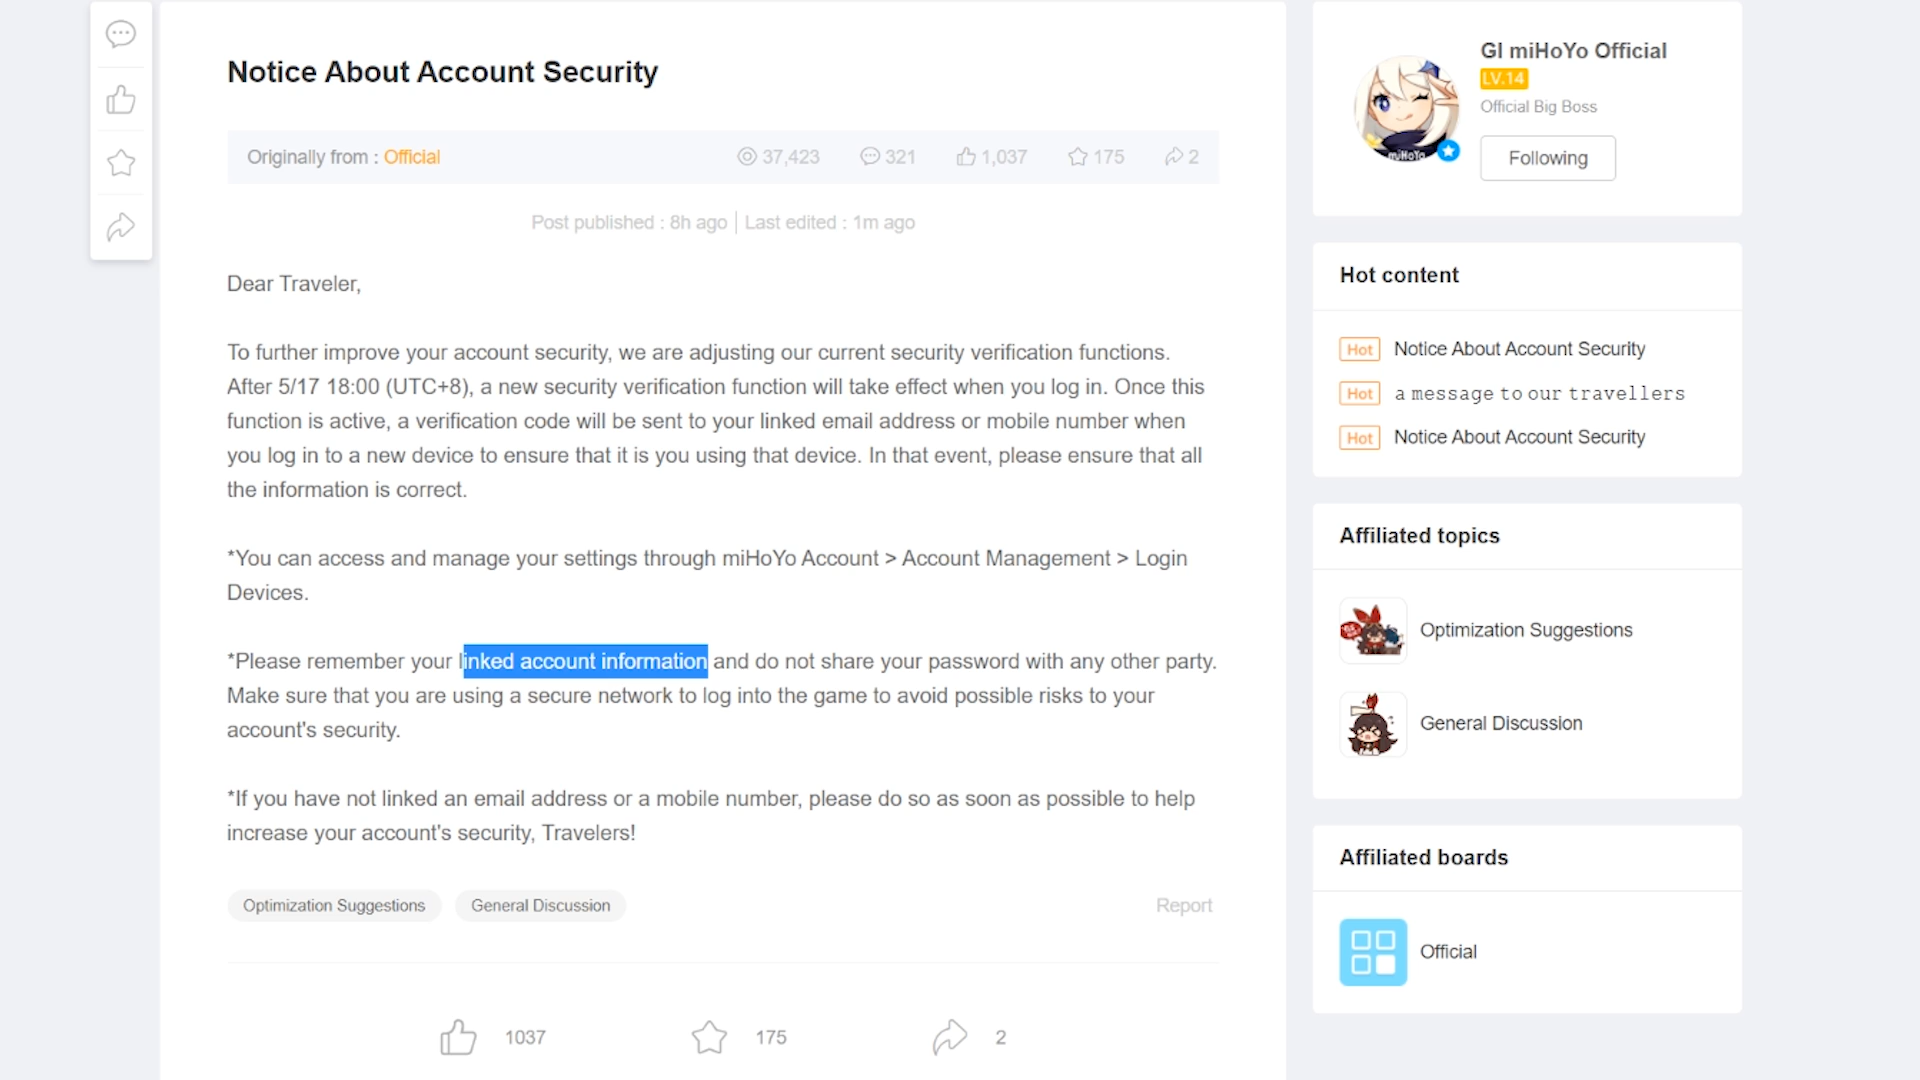 Notice About Account Security
Originally from : Official
37,423
321
1,037
175
2
Post published : 8h ago | Last edited : 1m ago
Dear Traveler,
To further improve your account security, we are adjusting our current security verification functions.
After 5/17 18:00 (UTC+8), a new security verification function will take effect when you log in. Once this
function is active, a verification code will be sent to your linked email address or mobile number when
you log in to a new device to ensure that it is you using that device. In that event, please ensure that all
the information is correct.
*You can access and manage your settings through miHoYo Account > Account Management > Login
Devices.
*Please remember your linked account information and do not share your password with any other party.
Make sure that you are using a secure network to log into the game to avoid possible risks to your
account's security.
*If you have not linked an email address or a mobile number, please do so as soon as possible to help
increase your account's security, Travelers!
Optimization Suggestions
General Discussion
Report
1037
175
2
GI miHoYo Official
LV.14
Official Big Boss
miHoYo
Following
Hot content
Hot Notice About Account Security
Hot a message to our travellers
Hot Notice About Account Security
Affiliated topics
Optimization Suggestions
General Discussion
Affiliated boards
Official